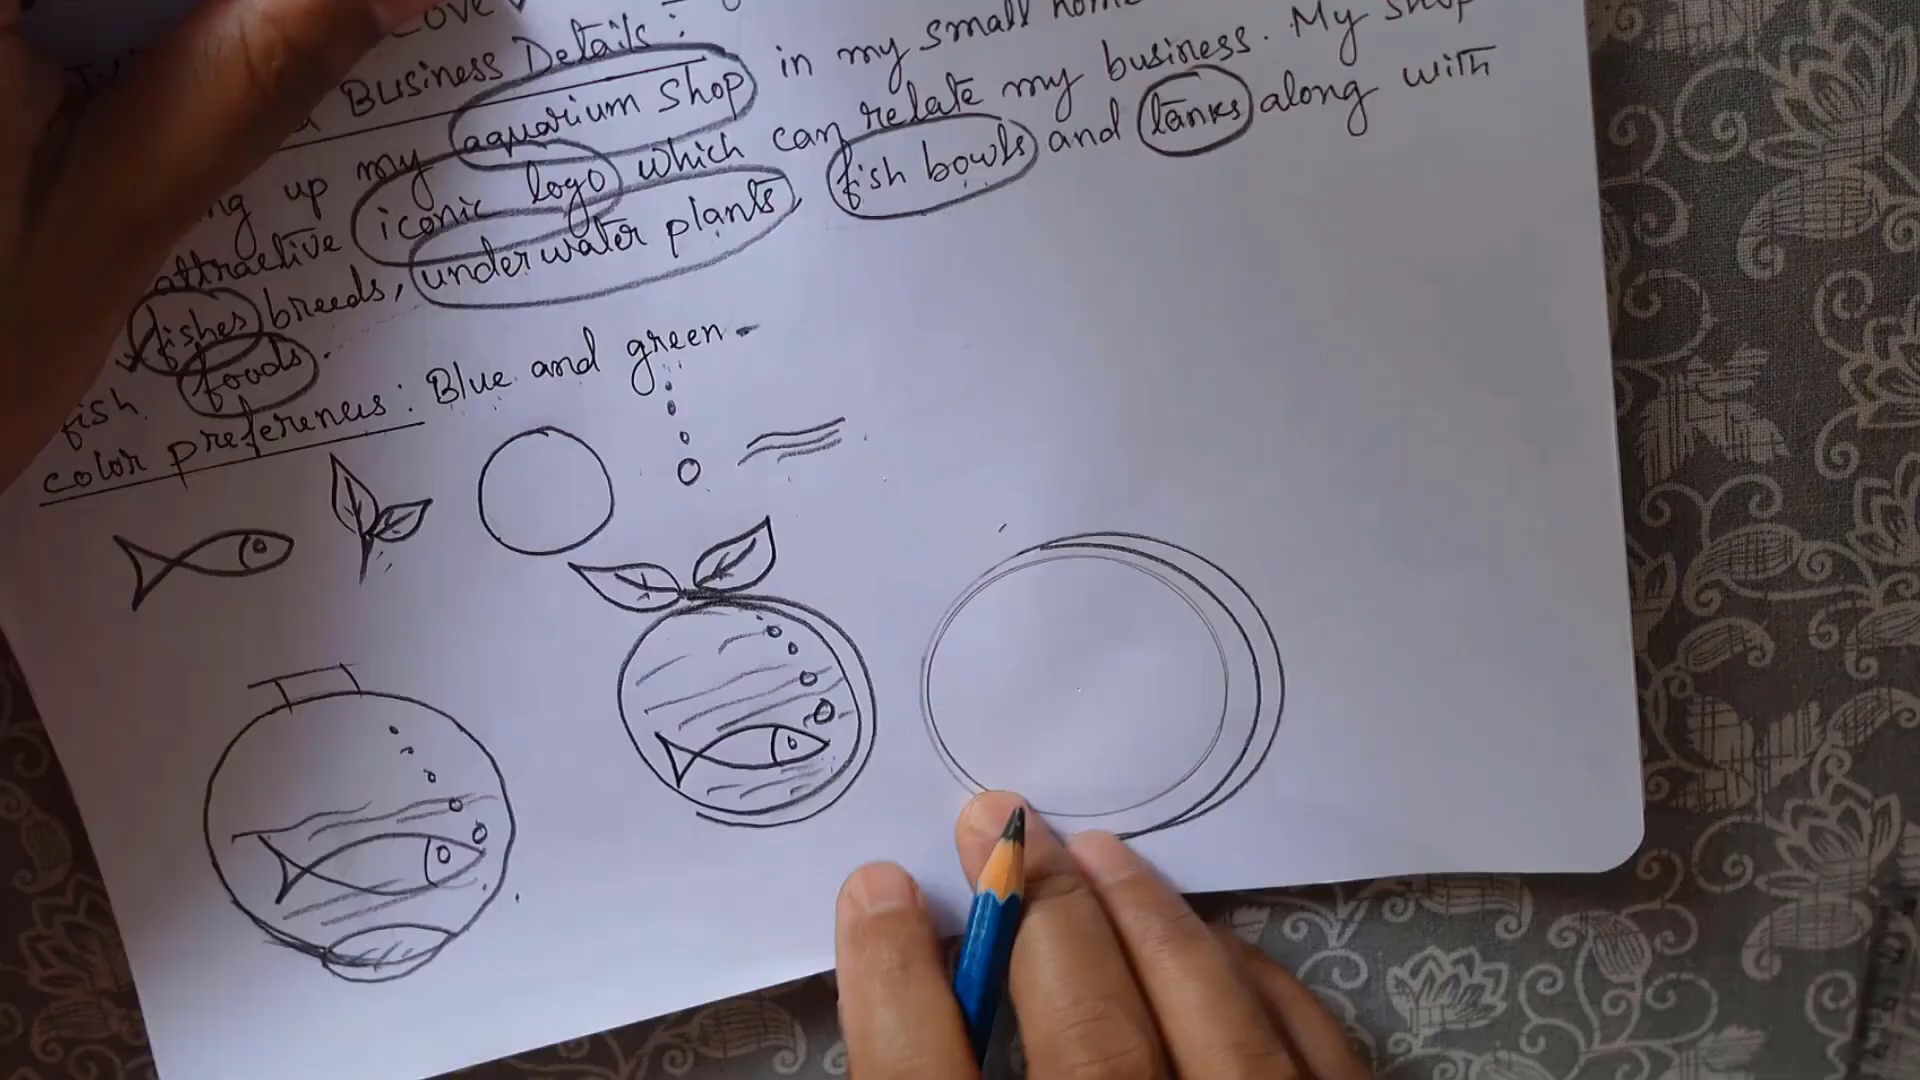 Love
Business Details:
up my aquarium shop in my small home
attractive iconic logo which can relate my business. My shop
fishes breeds, underwater plants, fish bowls and tanks along with
fish foods.
color preferences: Blue and green-